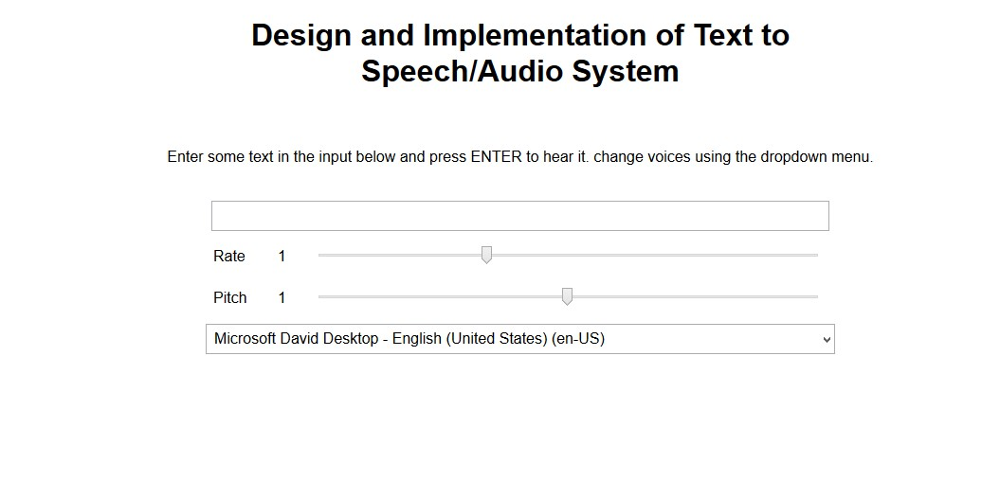 Design and Implementation of Text to
Speech/Audio System
Enter some text in the input below and press ENTER to hear it. change voices using the dropdown menu.
Rate 1
Pitch 1
Microsoft David Desktop - English (United States) (en-US)